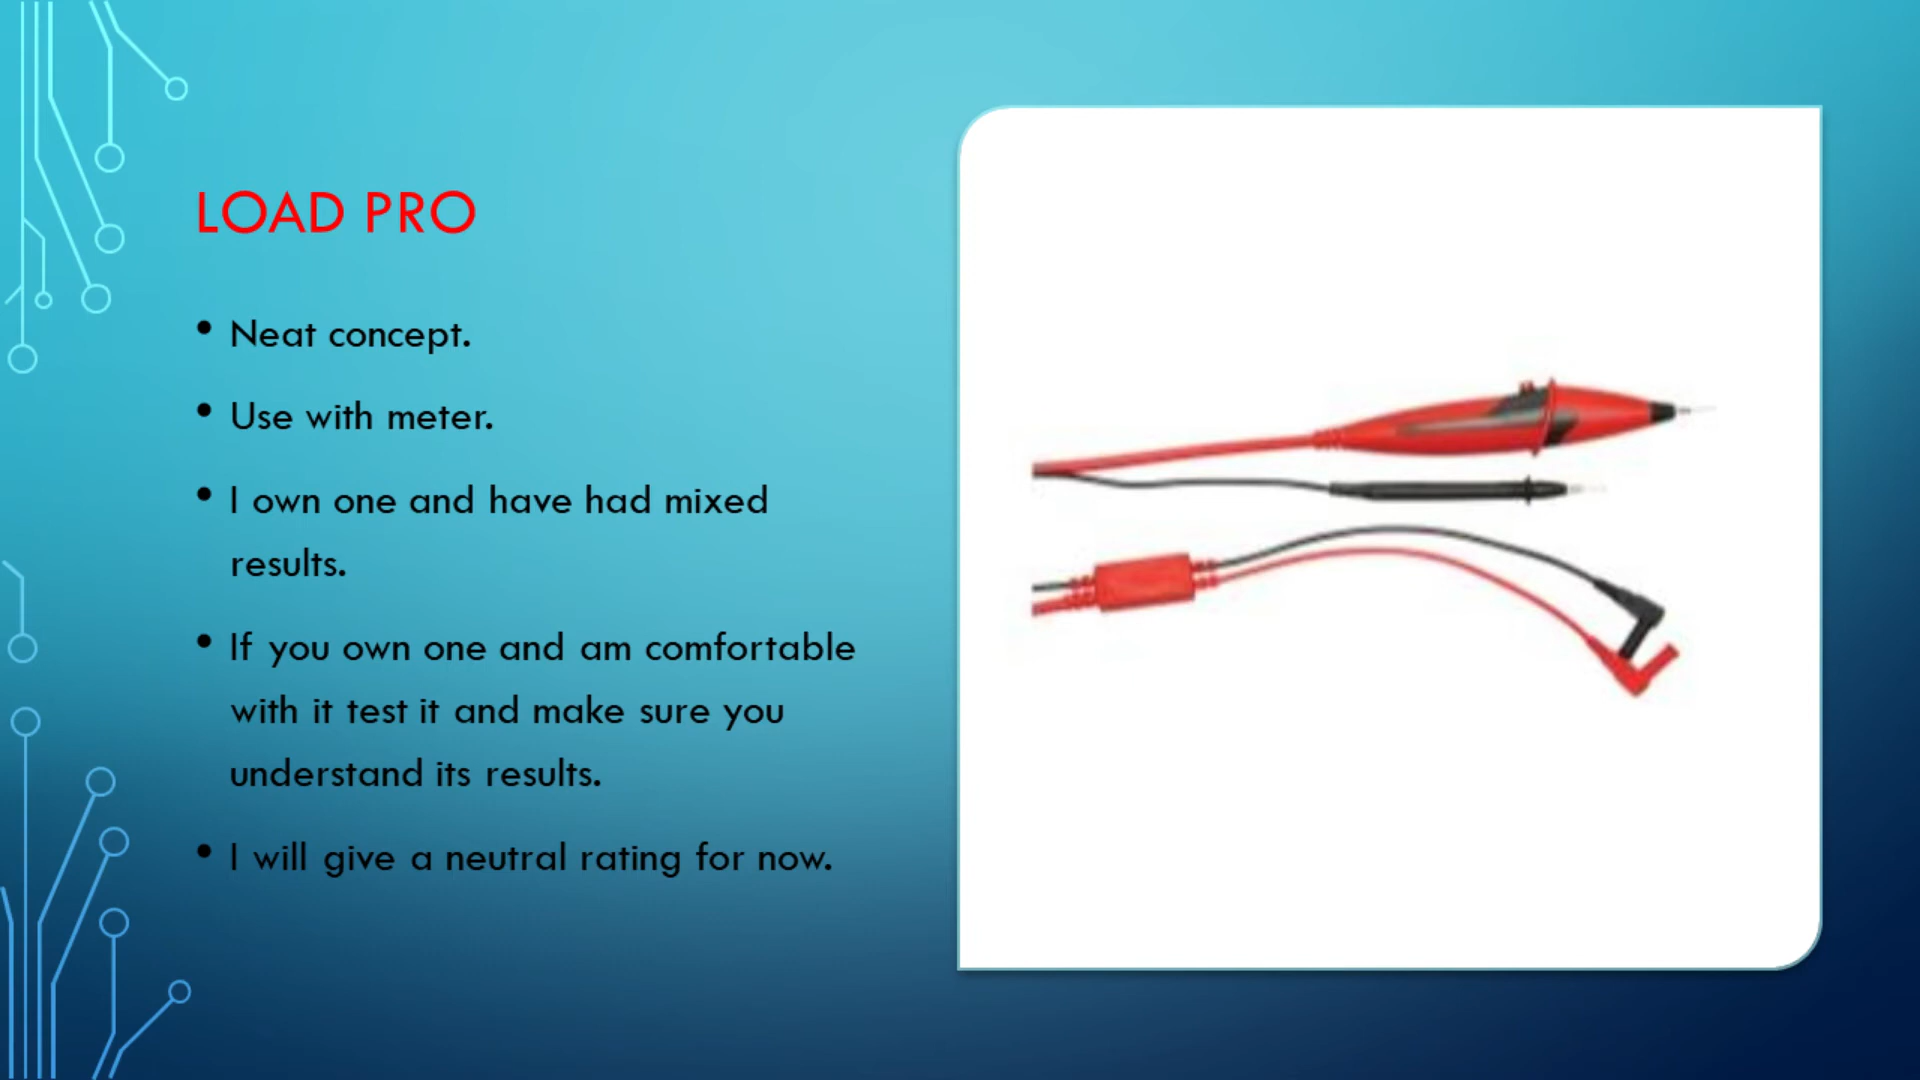 LOAD PRO
• Neat concept.
• Use with meter.
• I own one and have had mixed
results.
• If you own one and am comfortable
with it test it and make sure you
understand its results.
• I will give a neutral rating for now.